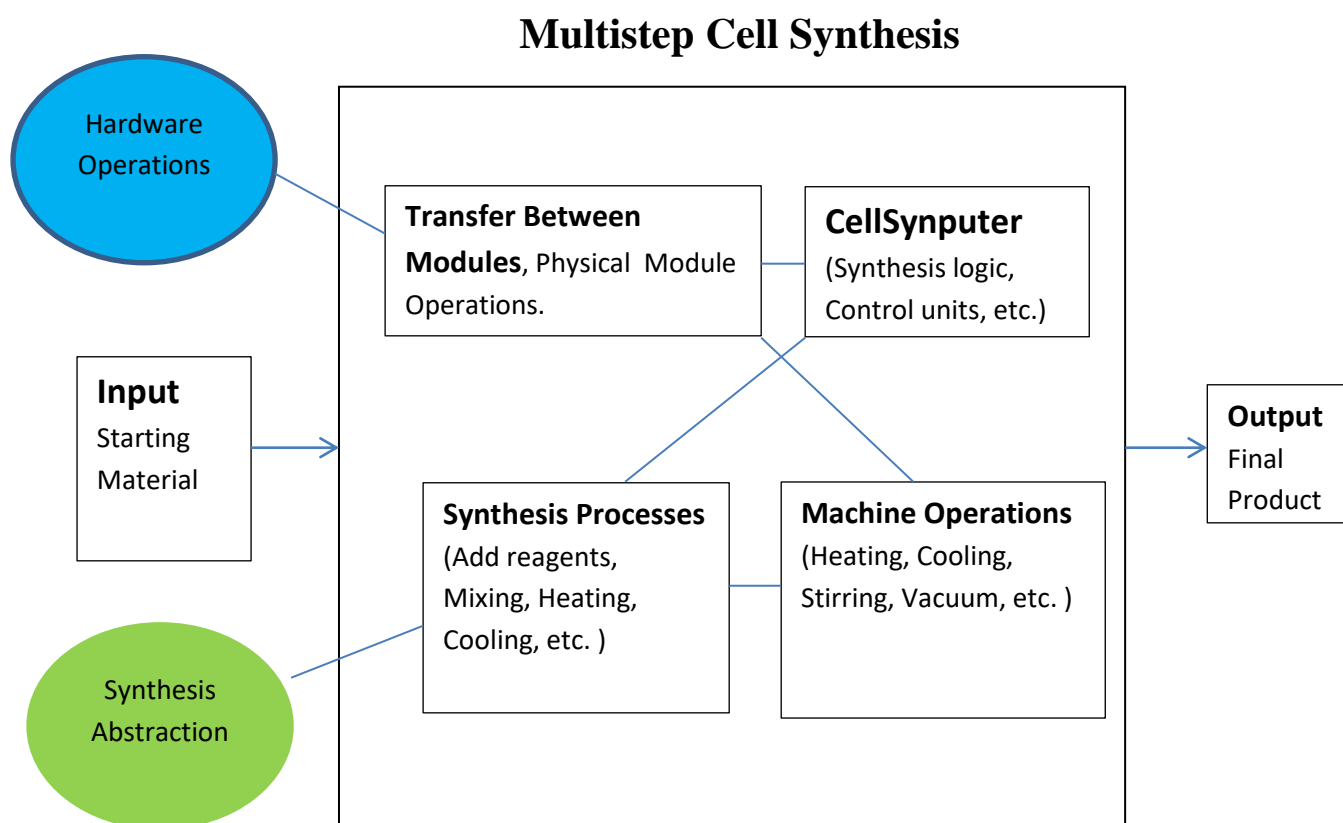 Multistep Cell Synthesis
Hardware
Operations
Transfer Between
Modules, Physical Module
Operations.
CellSynputer
(Synthesis logic,
Control units, etc.)
Input
Starting
Material
Output
Final
Product
Synthesis Processes
(Add reagents,
Mixing, Heating,
Cooling, etc. )
Machine Operations
(Heating, Cooling,
Stirring, Vacuum, etc. )
Synthesis
Abstraction